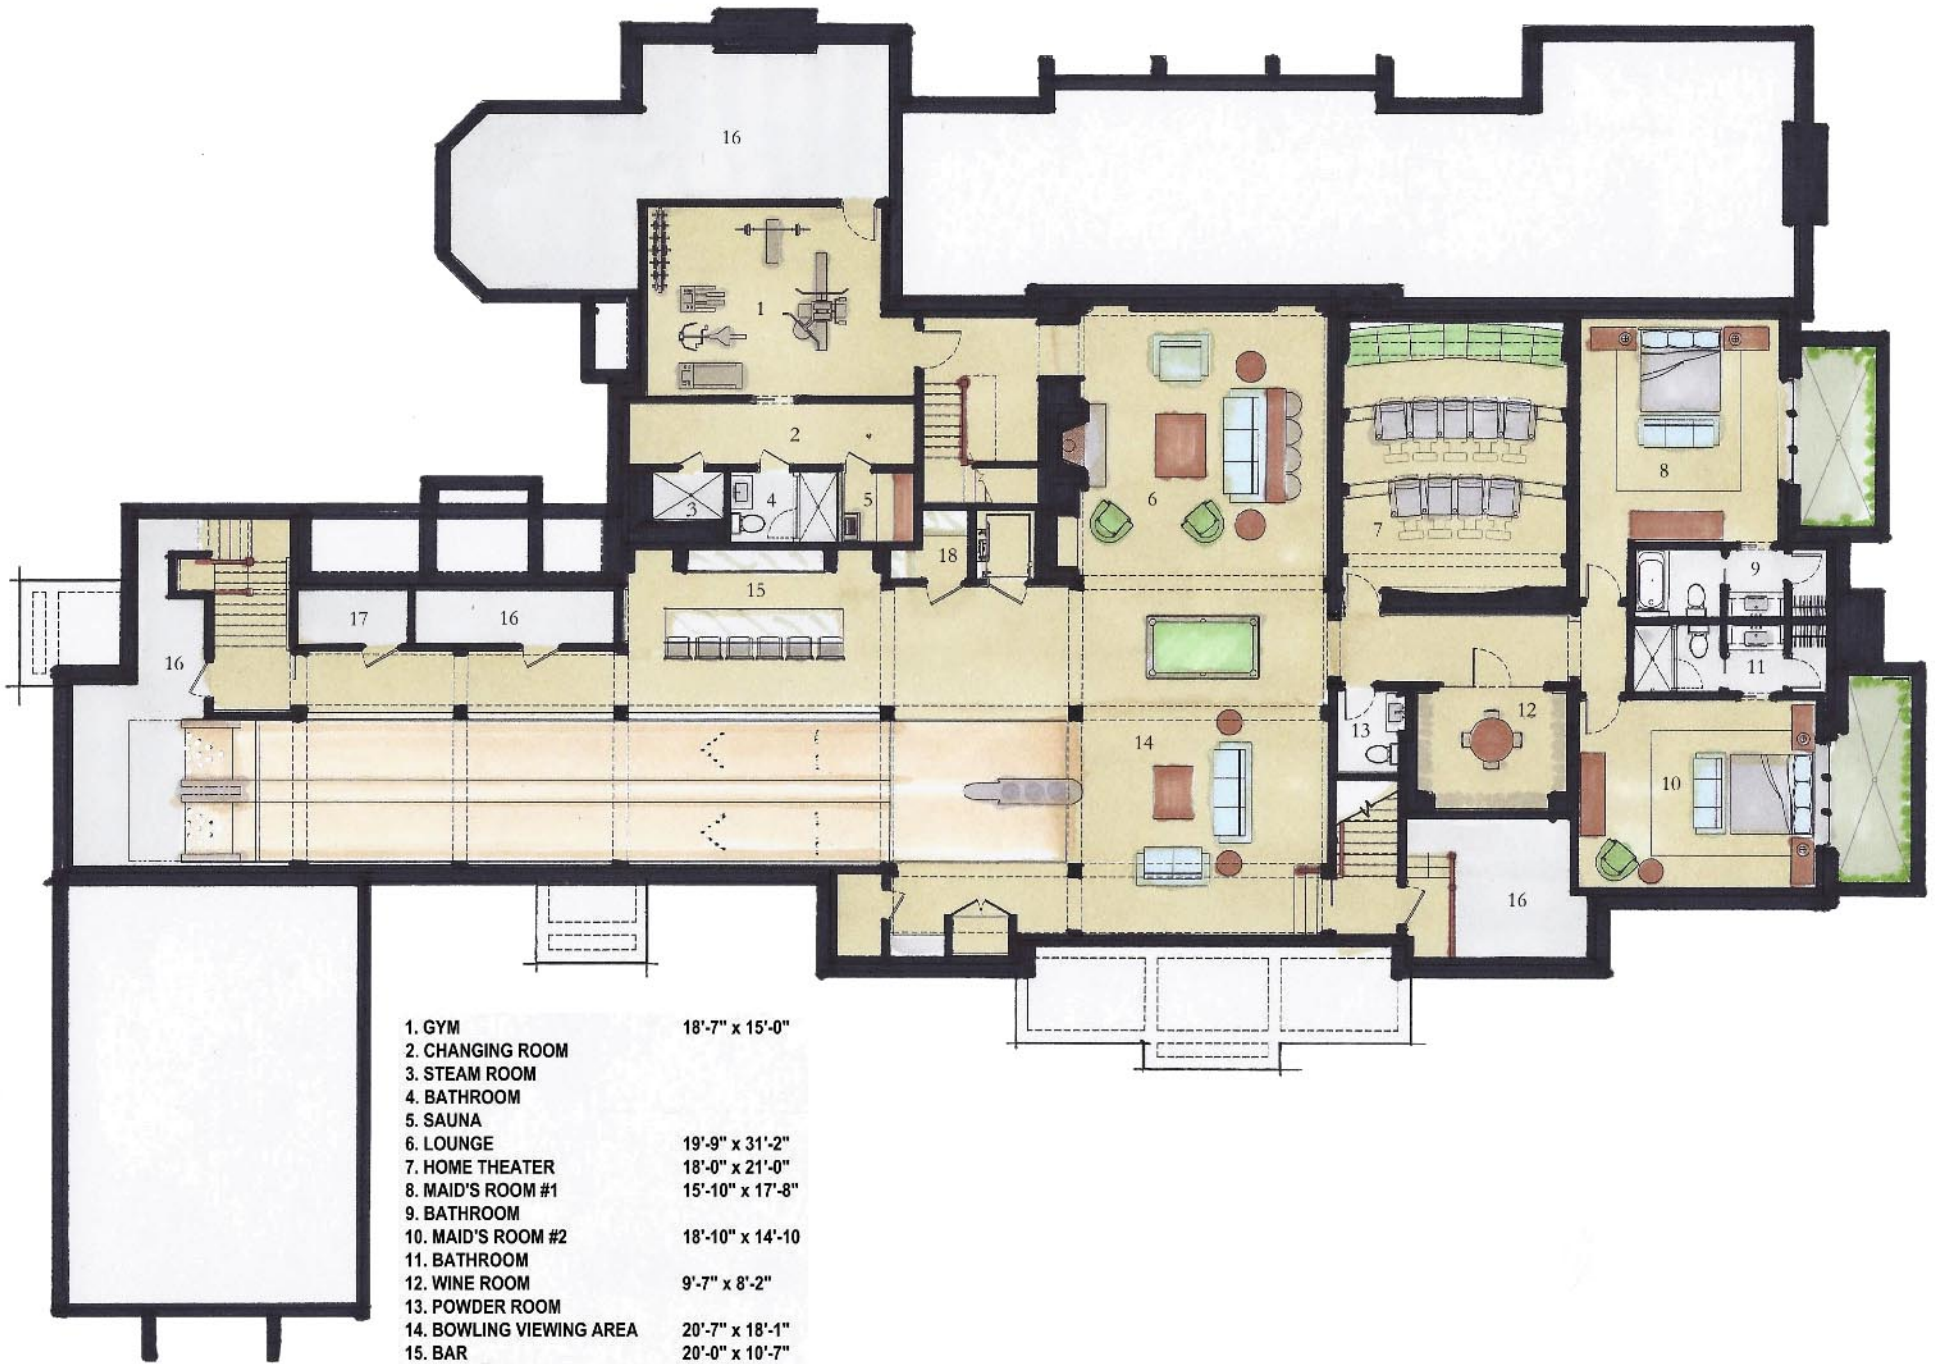 16
1
2
3
4
5
6
7
8
18
15
9
17
16
16
11
12
13
14
10
16
1. GYM 18'-7" x 15'-0"
2. CHANGING ROOM
3. STEAM ROOM
4. BATHROOM
5. SAUNA
6. LOUNGE 19'-9" x 31'-2"
7. HOME THEATER 18'-0" x 21'-0"
8. MAID'S ROOM #1 15'-10" x 17'-8"
9. BATHROOM
10. MAID'S ROOM #2 18'-10" x 14'-10
11. BATHROOM
12. WINE ROOM 9'-7" x 8'-2"
13. POWDER ROOM
14. BOWLING VIEWING AREA 20'-7" x 18'-1"
15. BAR 20'-0" x 10'-7"